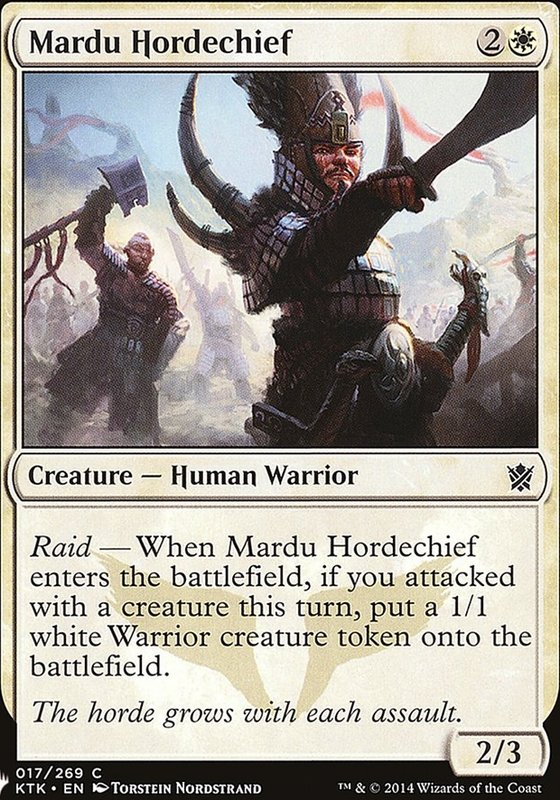 Mardu Hordechief 2
Creature — Human Warrior
Raid — When Mardu Hordechief
enters the battlefield, if you attacked
with a creature this turn, put a 1/1
white Warrior creature token onto the
battlefield.
The horde grows with each assault.
2/3
017/269 C
KTK • EN Torstein Nordstrand
™ & © 2014 Wizards of the Coast